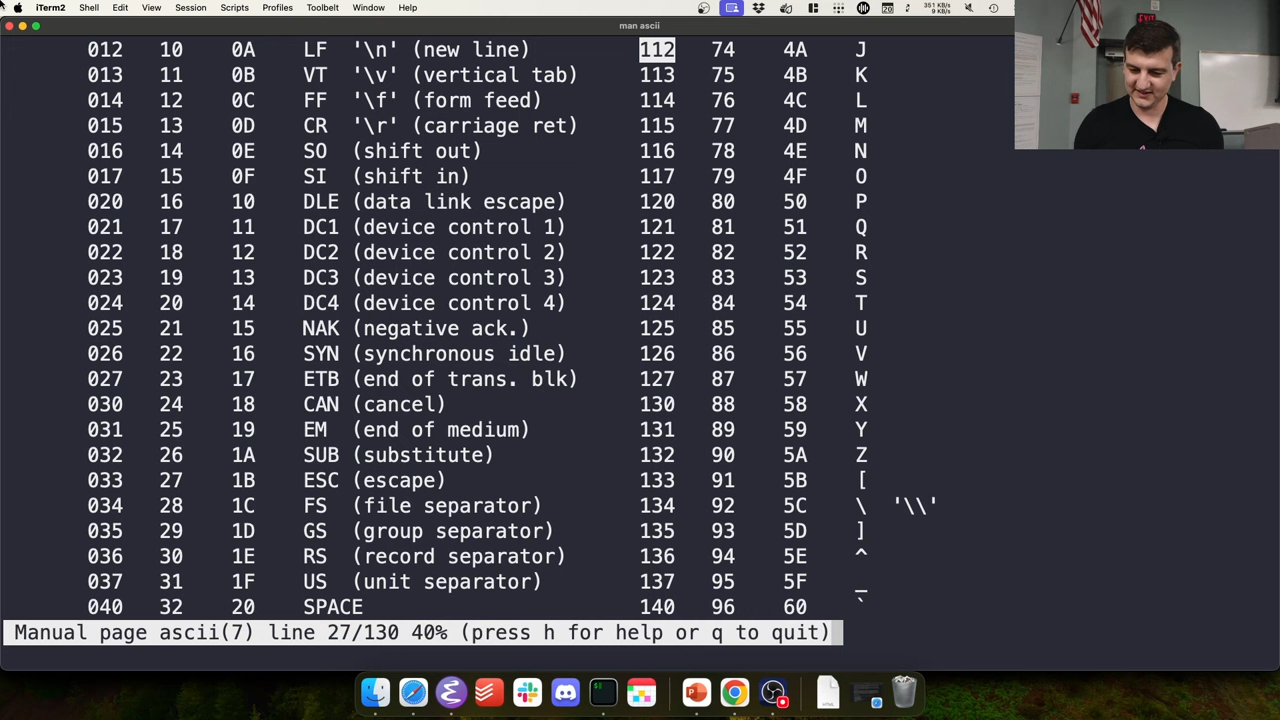 iTerm2 Shell Edit View Session Scripts Profiles Toolbelt Window Help 20 351 KB/s 9 KB/s
man ascii
EXIT
012 10 0A LF '\n' (new line) 112 74 4A J
013 11 0B VT '\v' (vertical tab) 113 75 4B K
014 12 0C FF '\f' (form feed) 114 76 4C L
015 13 0D CR '\r' (carriage ret) 115 77 4D M
016 14 0E SO (shift out) 116 78 4E N
017 15 0F SI (shift in) 117 79 4F O
020 16 10 DLE (data link escape) 120 80 50 P
021 17 11 DC1 (device control 1) 121 81 51 Q
022 18 12 DC2 (device control 2) 122 82 52 R
023 19 13 DC3 (device control 3) 123 83 53 S
024 20 14 DC4 (device control 4) 124 84 54 T
025 21 15 NAK (negative ack.) 125 85 55 U
026 22 16 SYN (synchronous idle) 126 86 56 V
027 23 17 ETB (end of trans. blk) 127 87 57 W
030 24 18 CAN (cancel) 130 88 58 X
031 25 19 EM (end of medium) 131 89 59 Y
032 26 1A SUB (substitute) 132 90 5A Z
033 27 1B ESC (escape) 133 91 5B [
034 28 1C FS (file separator) 134 92 5C \ '\\'
035 29 1D GS (group separator) 135 93 5D ]
036 30 1E RS (record separator) 136 94 5E ^
037 31 1F US (unit separator) 137 95 5F _
040 32 20 SPACE 140 96 60 `
Manual page ascii(7) line 27/130 40% (press h for help or q to quit)